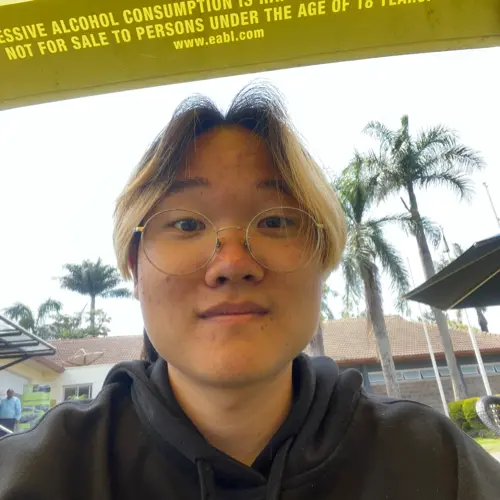 ESSIVE ALCOHOL CONSUMPTION IS
NOT FOR SALE TO PERSONS UNDER THE AGE OF 18 YEARS.
www.eabl.com